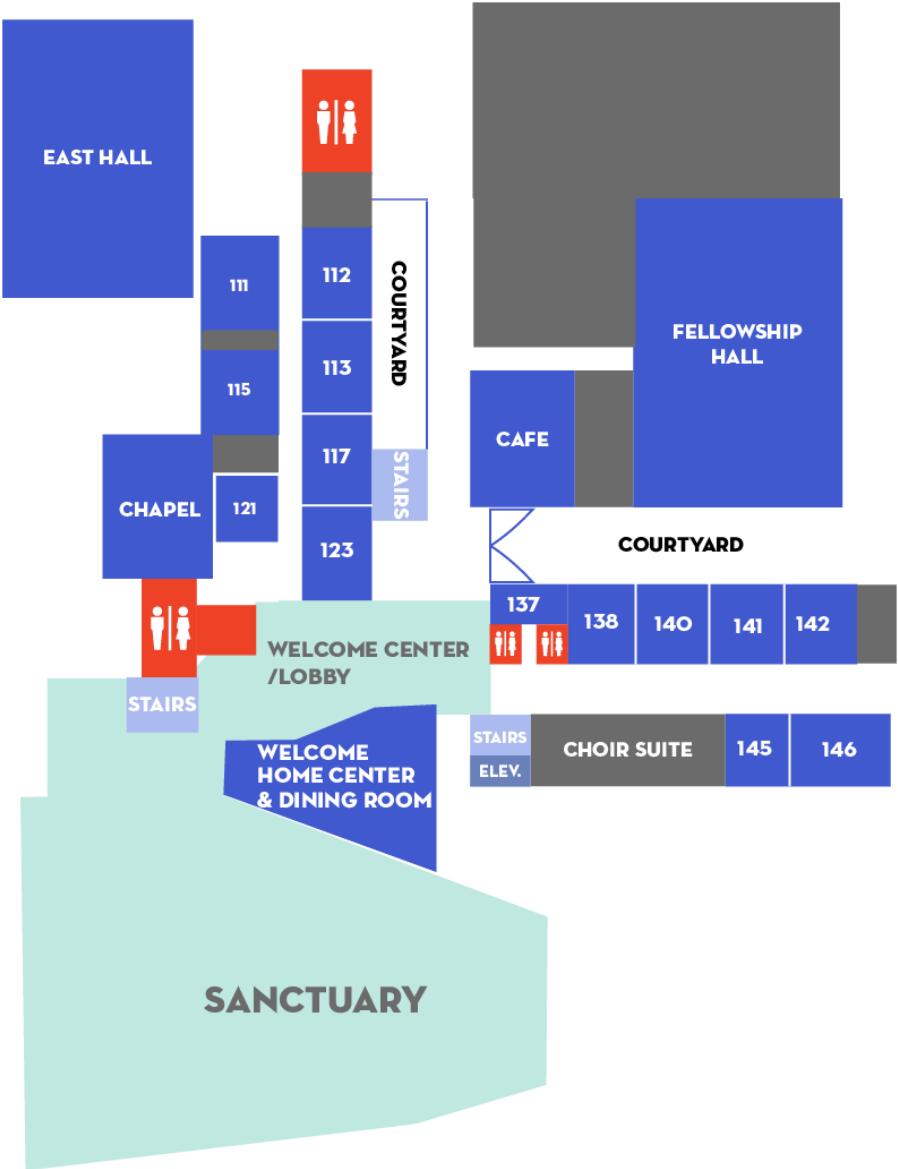 EAST HALL
111
112
COURTYARD
113
115
117
STAIRS
CHAPEL
121
123
FELLOWSHIP
HALL
CAFE
COURTYARD
137
138
140
141
142
WELCOME CENTER
/LOBBY
STAIRS
WELCOME
HOME CENTER
& DINING ROOM
STAIRS
ELEV.
CHOIR SUITE
145
146
SANCTUARY